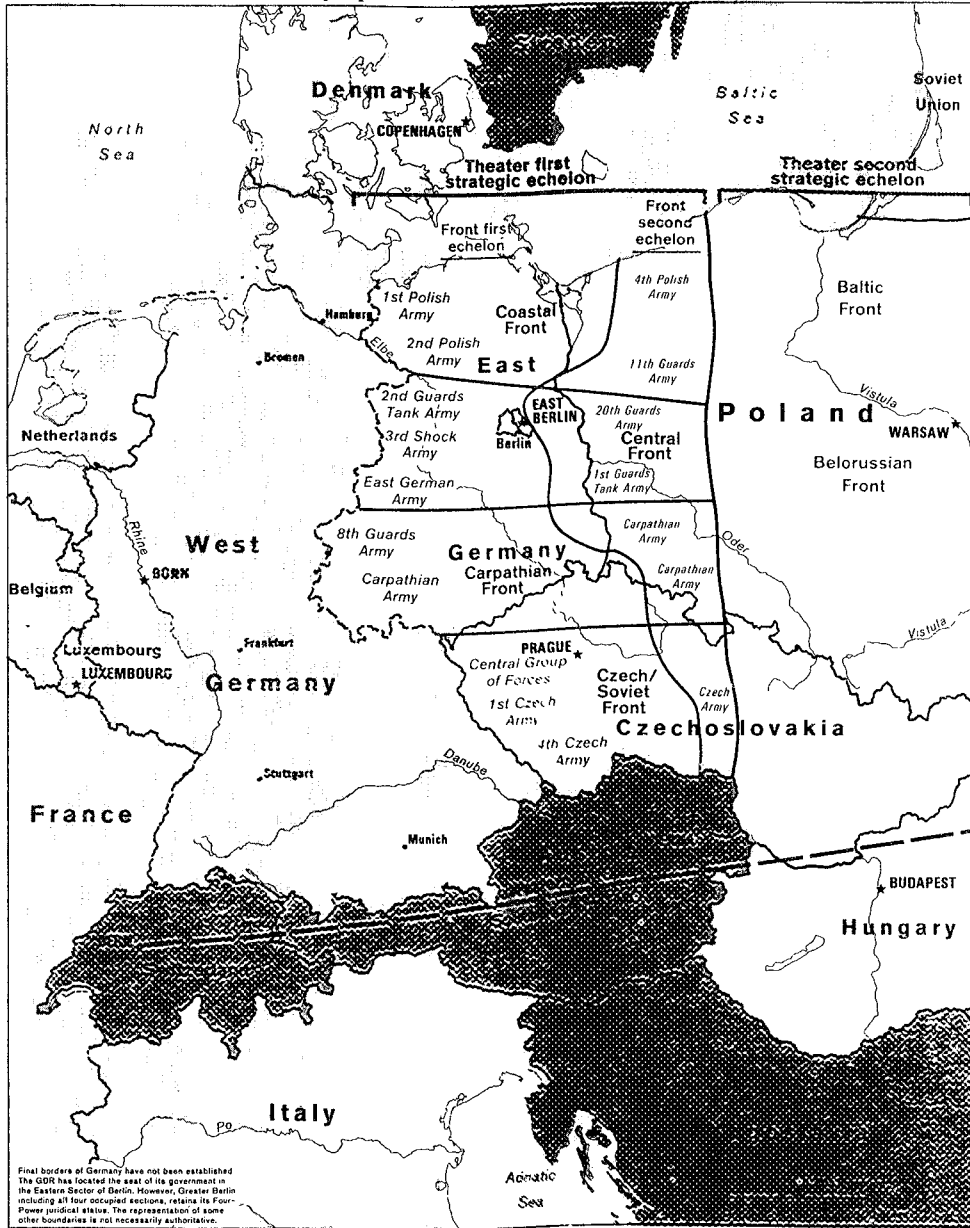 Denmark
North
Sea
COPENHAGEN
Baltic
Sea
Soviet
Union
Theater first
strategic echelon
Theater second
strategic echelon
Front first
echelon
Front
second
echelon
1st Polish
Army
Hamburg
Coastal
Front
4th Polish
Army
Baltic
Front
Elbe
2nd Polish
Army
Bremen
East
11th Guards
Army
Vistula
2nd Guards
Tank Army
EAST
BERLIN
Berlin
20th Guards
Army
Central
Front
Poland
WARSAW
Netherlands
3rd Shock
Army
East German
Army
1st Guards
Tank Army
Belorussian
Front
Rhine
West
8th Guards
Army
Germany
Carpathian
Front
Carpathian
Army
Oder
BONN
Belgium
Carpathian
Army
Carpathian
Army
Vistula
Luxembourg
LUXEMBOURG
Frankfurt
Germany
PRAGUE
Central Group
of Forces
Czech/
Soviet
Front
1st Czech
Army
Czech
Army
Czechoslovakia
4th Czech
Army
Stuttgart
Danube
France
Munich
BUDAPEST
Hungary
Italy
Po
Adriatic
Sea
Final borders of Germany have not been established
The GDR has located the seat of its government in
the Eastern Sector of Berlin. However, Greater Berlin
including all four occupied sections, retains its Four-
Power juridical status. The representation of some
other boundaries is not necessarily authoritative.